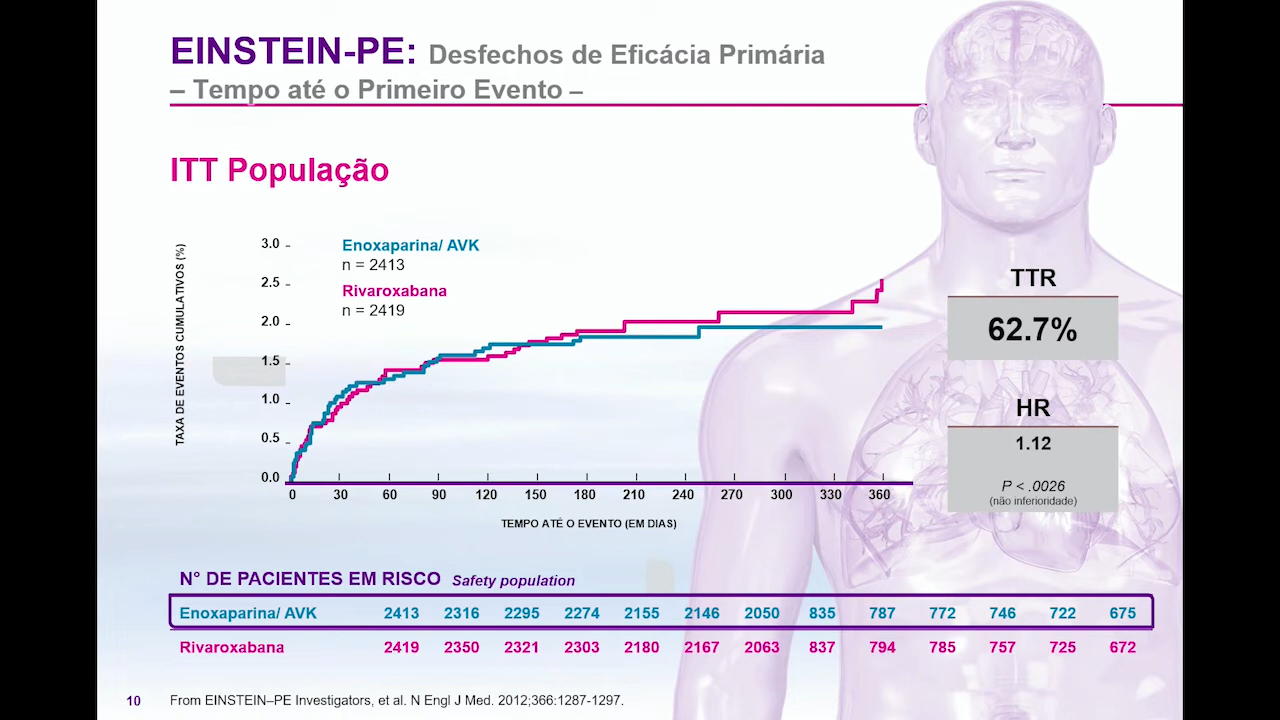 EINSTEIN-PE: Desfechos de Eficácia Primária
– Tempo até o Primeiro Evento –
ITT População
TAXA DE EVENTOS CUMULATIVOS (%)
3.0
2.5
2.0
1.5
1.0
0.5
0.0
Enoxaparina/ AVK
n = 2413
Rivaroxabana
n = 2419
0 30 60 90 120 150 180 210 240 270 300 330 360
TEMPO ATÉ O EVENTO (EM DIAS)
TTR
62.7%
HR
1.12
P < .0026
(não inferioridade)
N° DE PACIENTES EM RISCO Safety population
Enoxaparina/ AVK 2413 2316 2295 2274 2155 2146 2050 835 787 772 746 722 675
Rivaroxabana 2419 2350 2321 2303 2180 2167 2063 837 794 785 757 725 672
10 From EINSTEIN–PE Investigators, et al. N Engl J Med. 2012;366:1287-1297.